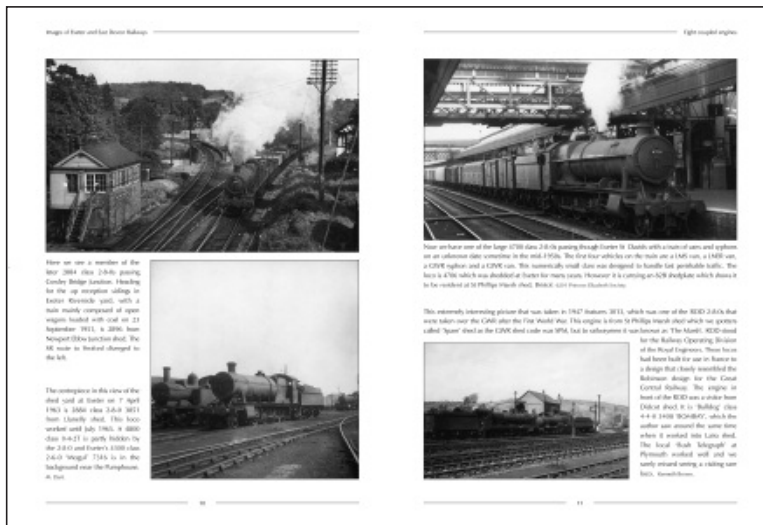 Images of Exeter and East Devon Railways
Here we see a member of the
later 2884 class 2-8-0s passing
Cowley Bridge Junction. Heading
for the up reception sidings in
Exeter Riverside yard, with a
train mainly composed of open
wagons loaded with coal on 23
September 1953, is 2896 from
Newport Ebbw Junction shed. The
SR route to Yeoford diverged to
the left.
The centrepiece in this view of the
shed yard at Exeter on 7 April
1963 is 2884 class 2-8-0 3851
from Llanelly shed. This loco
worked until July 1965. A
0-4-2T is partly hidden by
the 2-8-0 and Exeter's 4300 class
2-6-0 'Mogul' 7316 is in the
background near the Pumphouse.
Eight coupled engines
Now we have one of the large 4700 class 2-8-0s passing through Exeter St Davids with a train of vans and syphons
on an unknown date sometime in the mid-1950s. The first four vehicles on the train are a LMS van, a LNER van,
a GWR syphon and a GWR van. This numerically small class was designed to handle fast perishable traffic. The
loco is 4706 which was shedded at Exeter for many years. However it is carrying an 82B shedplate which shows it
to be resident at St Phillips Marsh shed, Bristol.
This extremely interesting picture that was taken in 1947 features 3033, which was one of the ROD 2-8-0s that
were taken over the GWR after the First World War. This engine is from St Phillips Marsh shed which we spotters
called 'Spam' shed as the GWR shed code was SPM, but to railwaymen it was known as 'The Marsh'. ROD stood
for the Railway Operating Division
of the Royal Engineers. These locos
had been built for use in France to
a design that closely resembled the
Robinson design for the Great
Central Railway. The engine in
front of the ROD was a visitor from
Didcot shed. It is 'Bulldog' class
4-4-0 3408 'BOMBAY', which the
author saw around the same time
when it worked into Laira shed.
The local 'Bush Telegraph' at
Plymouth worked well and we
rarely missed seeing a visiting rare
loco.